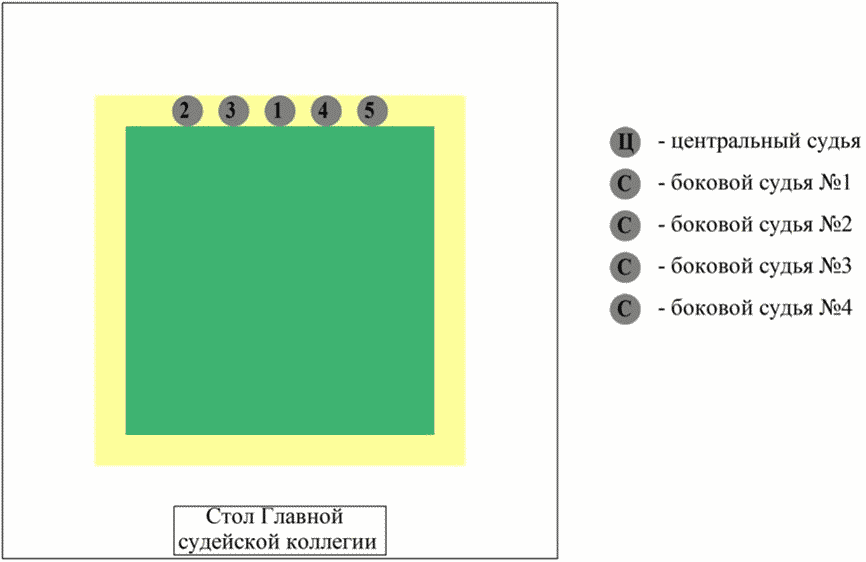 2 3 1 4 5
Ц - центральный судья
С - боковой судья №1
С - боковой судья №2
С - боковой судья №3
С - боковой судья №4
Стол Главной
судейской коллегии